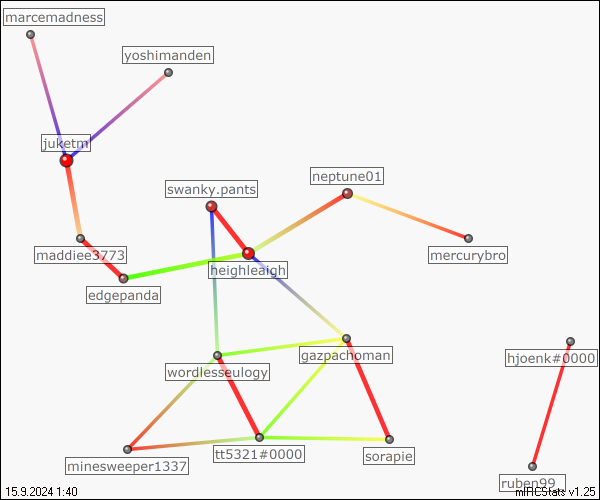 marcemadness
yoshimanden
juketm
neptune01
swanky.pants
maddiee3773
mercurybro
heighleaigh
edgepanda
gazpachoman
hjoenk#0000
wordlesseulogy
tt5321#0000
sorapie
minesweeper1337
ruben99_
15.9.2024 1:40
mIRCStats v1.25